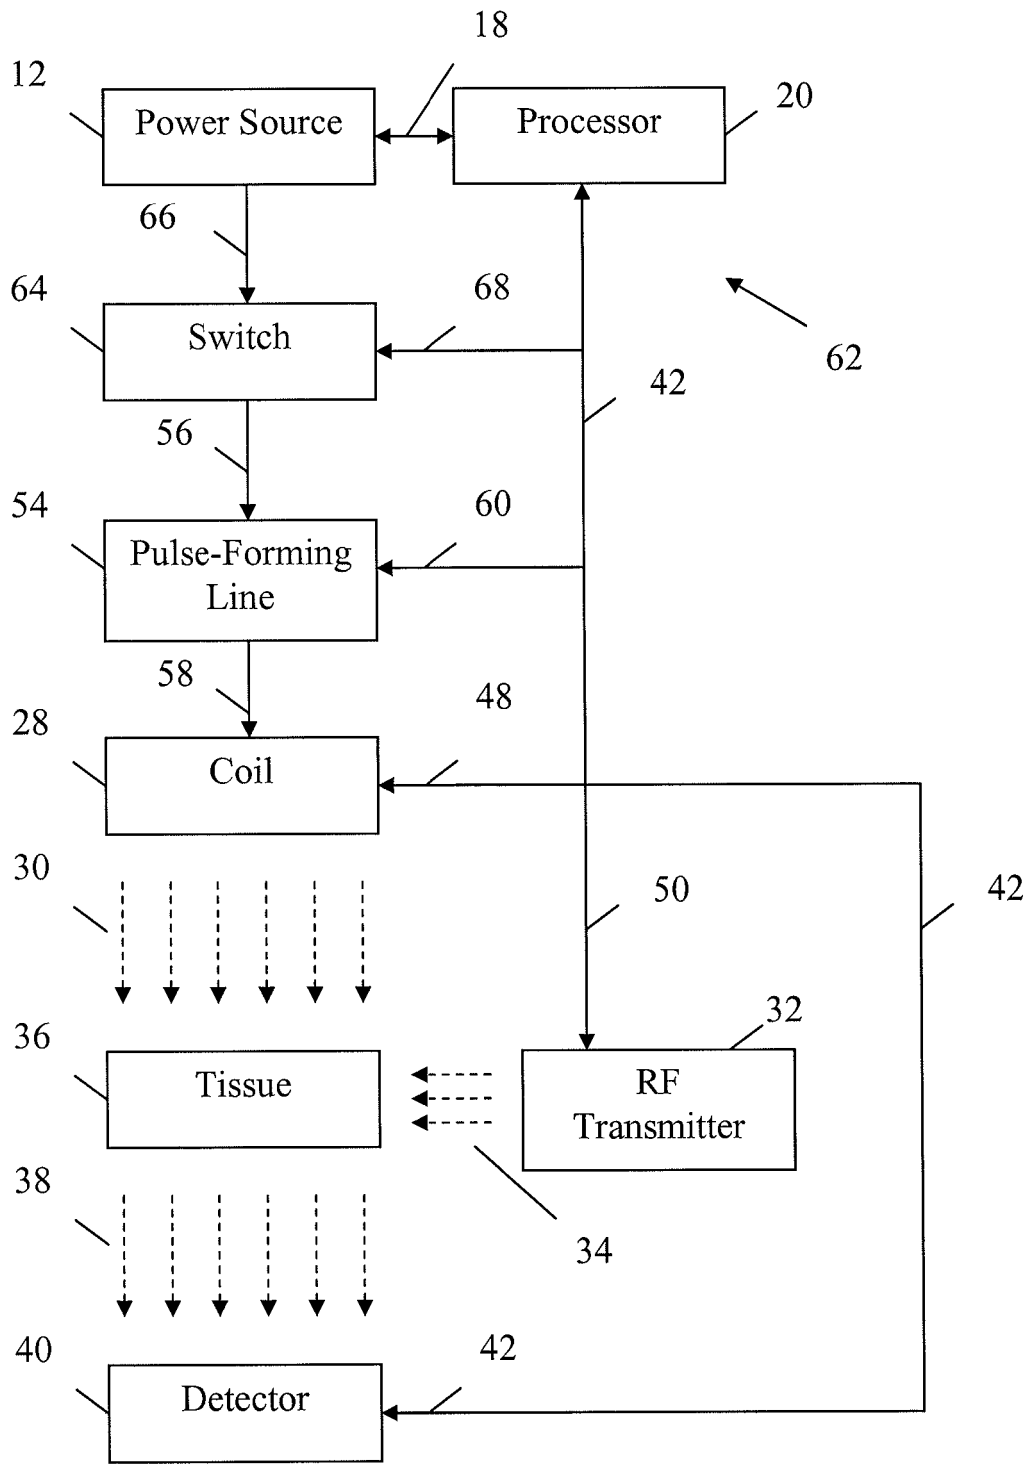 18
12
20
Power Source
Processor
66
64
68
Switch
62
42
56
54
60
Pulse-Forming
Line
58
48
28
Coil
30
50
42
36
32
Tissue
RF
Transmitter
38
34
40
42
Detector